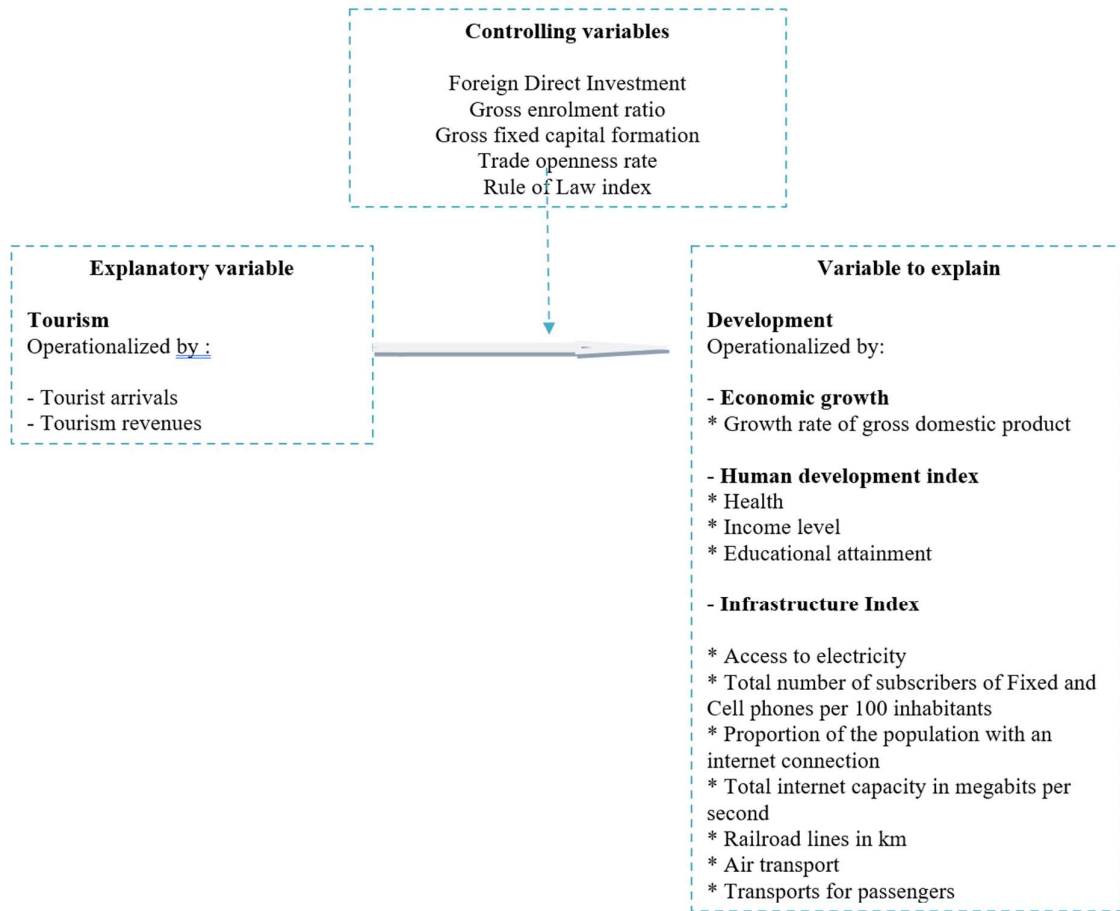 Controlling variables
Foreign Direct Investment
Gross enrolment ratio
Gross fixed capital formation
Trade openness rate
Rule of Law index
Explanatory variable
Tourism
Operationalized by :
- Tourist arrivals
- Tourism revenues
Variable to explain
Development
Operationalized by:
- Economic growth
* Growth rate of gross domestic product
- Human development index
* Health
* Income level
* Educational attainment
- Infrastructure Index
* Access to electricity
* Total number of subscribers of Fixed and
Cell phones per 100 inhabitants
* Proportion of the population with an
internet connection
* Total internet capacity in megabits per
second
* Railroad lines in km
* Air transport
* Transports for passengers